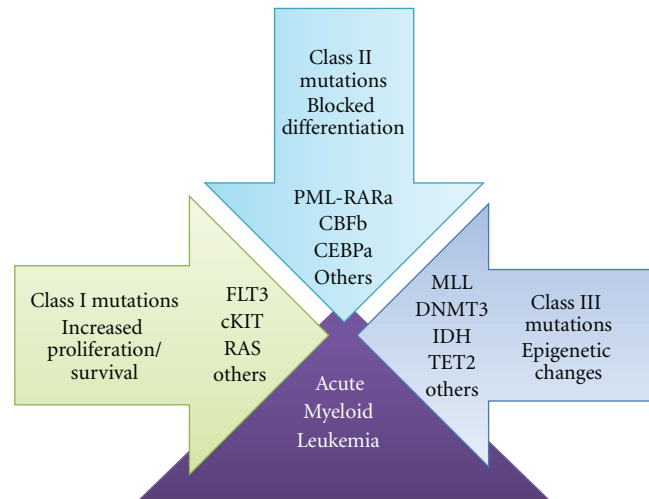 Class II
mutations
Blocked
differentiation
PML-RARa
CBFb
CEBPa
Others
Class I mutations
Increased
proliferation/
survival
FLT3
cKIT
RAS
others
MLL
DNMT3
IDH
TET2
others
Class III
mutations
Epigenetic
changes
Acute
Myeloid
Leukemia